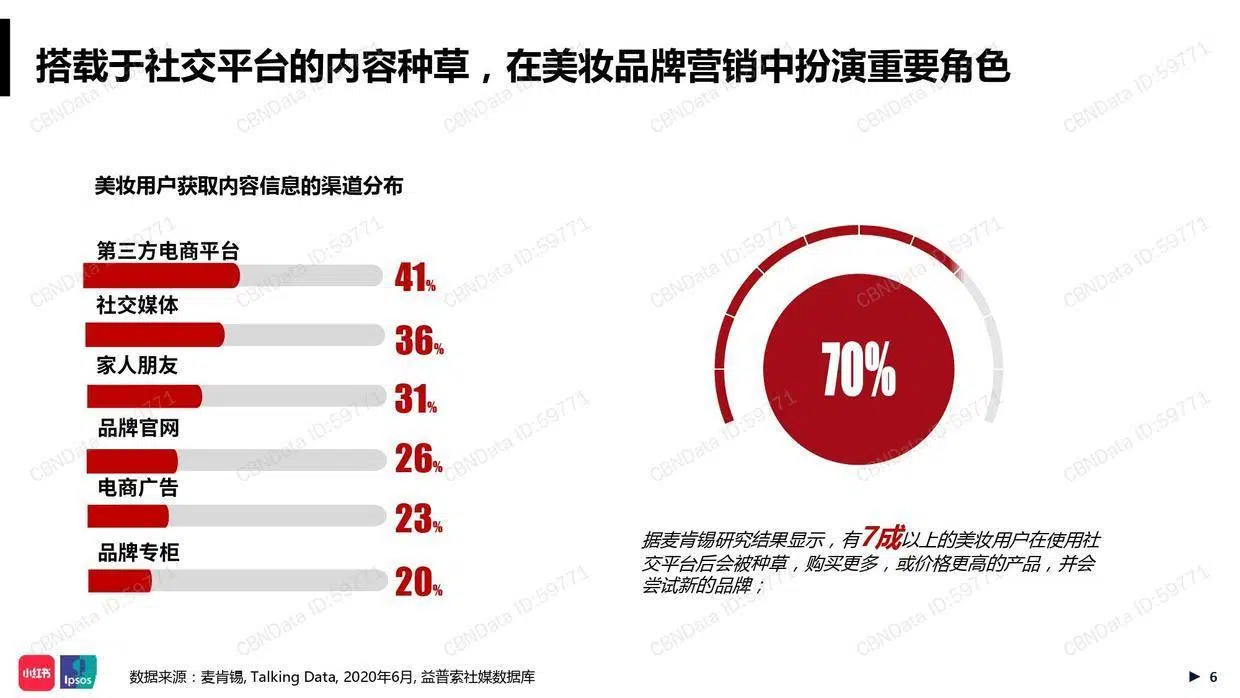 搭载于社交平台的内容种草，在美妆品牌营销中扮演重要角色
美妆用户获取内容信息的渠道分布
第三方电商平台
41%
社交媒体
36%
家人朋友
31%
品牌官网
26%
电商广告
23%
品牌专柜
20%
70%
据麦肯锡研究结果显示，有7成以上的美妆用户在使用社
交平台后会被种草，购买更多，或价格更高的产品，并会
尝试新的品牌；
小红书
Ipsos
数据来源：麦肯锡, Talking Data, 2020年6月, 益普索社媒数据库
▶ 6
CBNData ID:59771